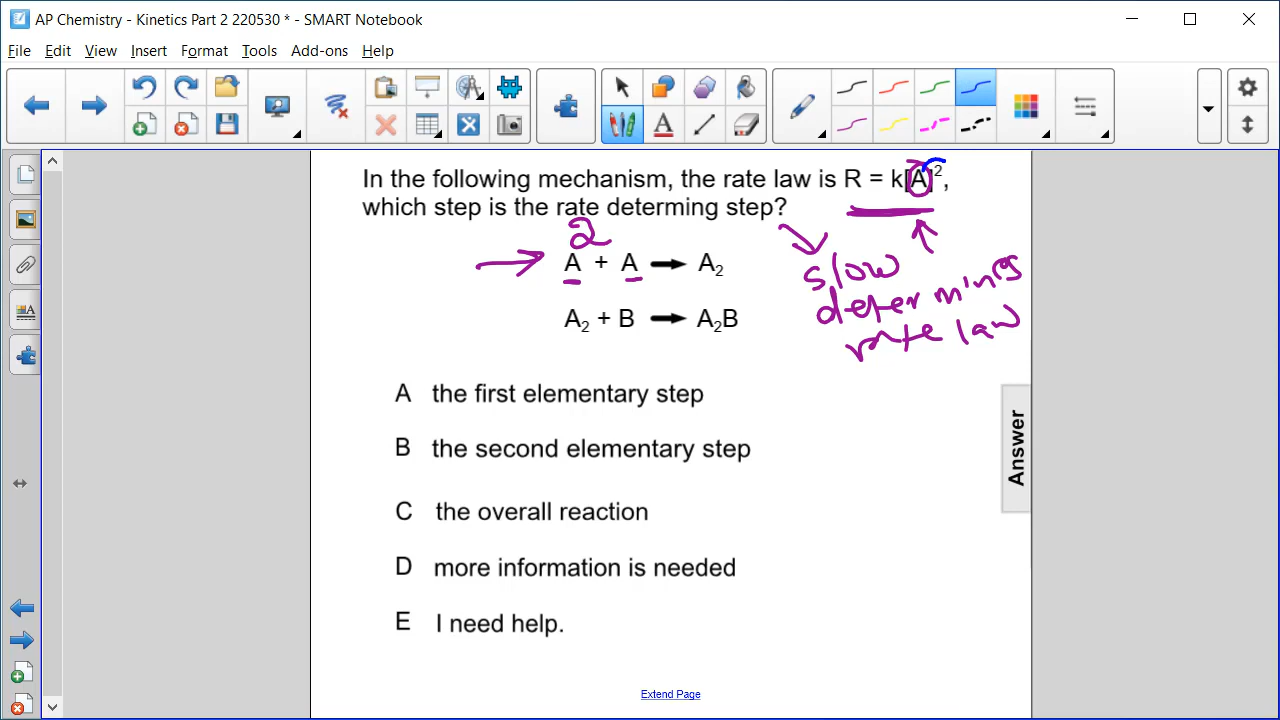 AP Chemistry - Kinetics Part 2 220530 * - SMART Notebook
File Edit View Insert Format Tools Add-ons Help
In the following mechanism, the rate law is R = k[A]²,
which step is the rate determing step?
2
A + A → A₂
A₂ + B → A₂B
slow
determines
rate law
A the first elementary step
B the second elementary step
C the overall reaction
D more information is needed
E I need help.
Answer
Extend Page